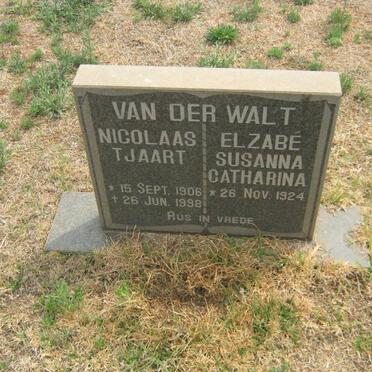 VAN DER WALT
NICOLAAS
TJAART
* 15 SEPT. 1906
+ 26 JUN. 1998
ELZABÉ
SUSANNA
CATHARINA
* 26 NOV. 1924
RUS IN VREDE